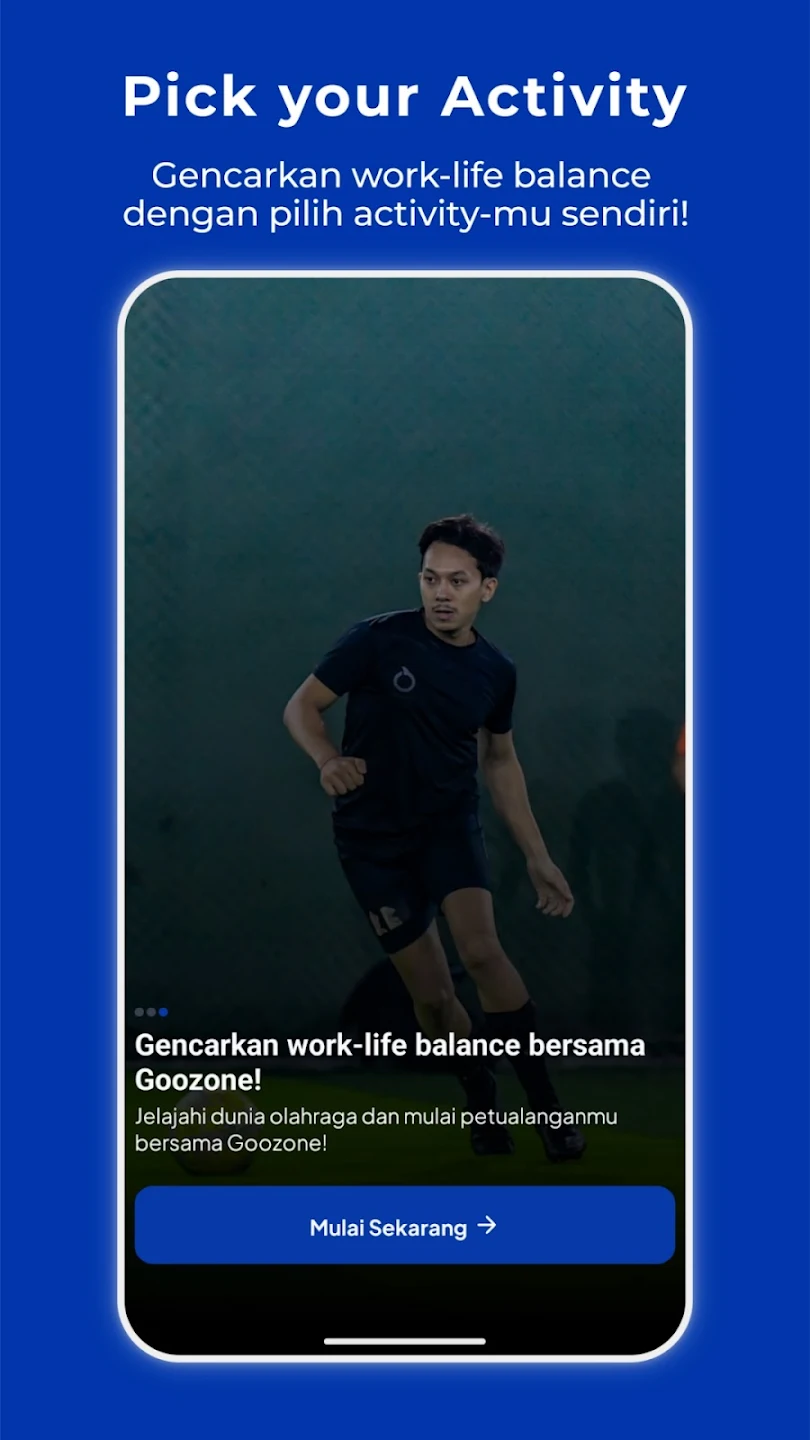 Pick your Activity
Gencarkan work-life balance
dengan pilih activity-mu sendiri!
Gencarkan work-life balance bersama
Goozone!
Jelajahi dunia olahraga dan mulai petualanganmu
bersama Goozone!
Mulai Sekarang →